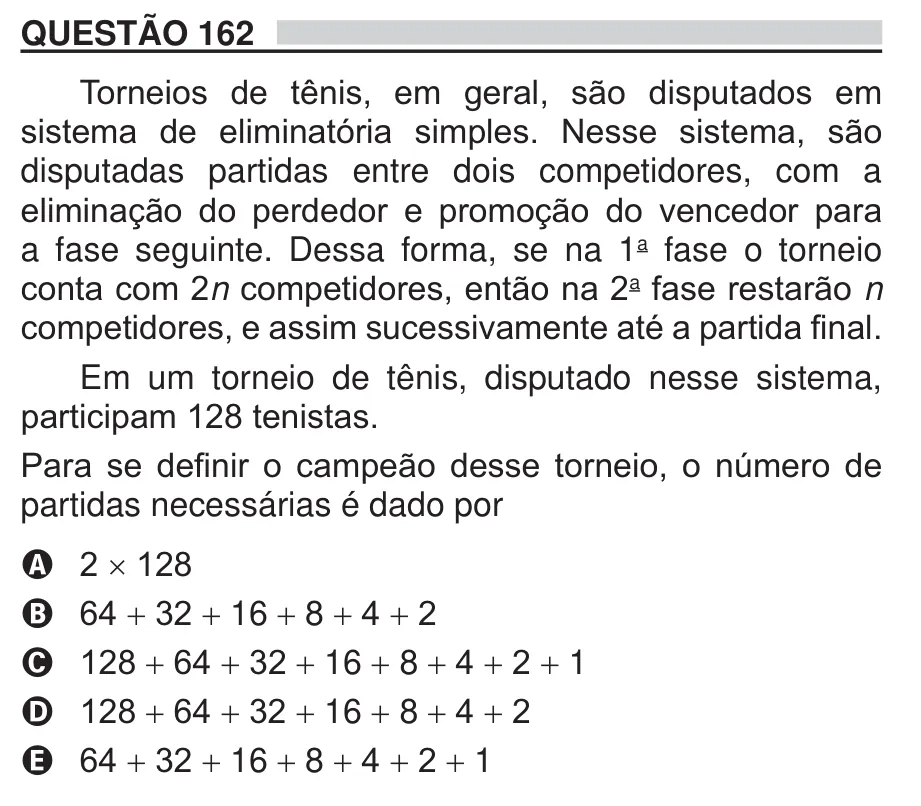 QUESTÃO 162
Torneios de tênis, em geral, são disputados em
sistema de eliminatória simples. Nesse sistema, são
disputadas partidas entre dois competidores, com a
eliminação do perdedor e promoção do vencedor para
a fase seguinte. Dessa forma, se na 1ª fase o torneio
conta com 2n competidores, então na 2ª fase restarão n
competidores, e assim sucessivamente até a partida final.
Em um torneio de tênis, disputado nesse sistema,
participam 128 tenistas.
Para se definir o campeão desse torneio, o número de
partidas necessárias é dado por
A 2 × 128
B 64 + 32 + 16 + 8 + 4 + 2
C 128 + 64 + 32 + 16 + 8 + 4 + 2 + 1
D 128 + 64 + 32 + 16 + 8 + 4 + 2
E 64 + 32 + 16 + 8 + 4 + 2 + 1